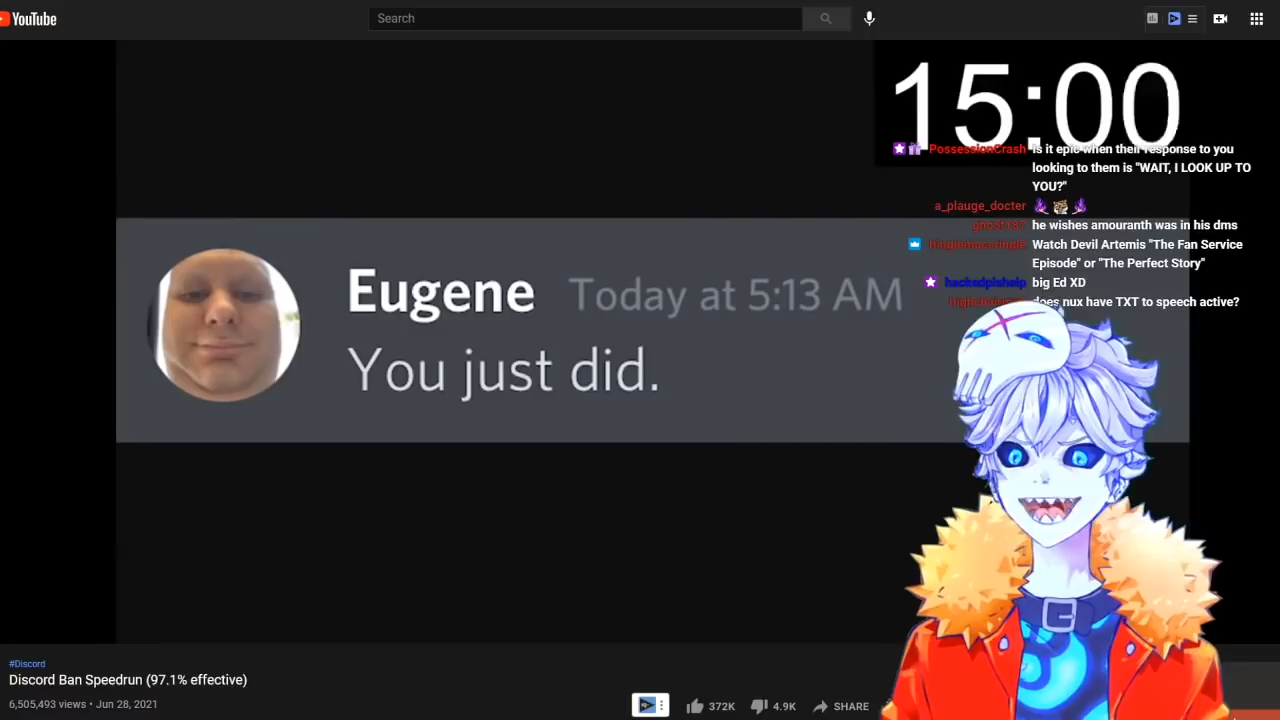 YouTube
Search
15:00
PossessionCrash Is it epic when their response to you
looking to them is "WAIT, I LOOK UP TO
YOU?"
a_plauge_docter
he wishes amouranth was in his dms
Watch Devil Artemis "The Fan Service
Episode" or "The Perfect Story"
hackedpishelp big Ed XD
does nux have TXT to speech active?
Eugene Today at 5:13 AM
You just did.
#Discord
Discord Ban Speedrun (97.1% effective)
6,505,493 views • Jun 28, 2021
372K
4.9K
SHARE